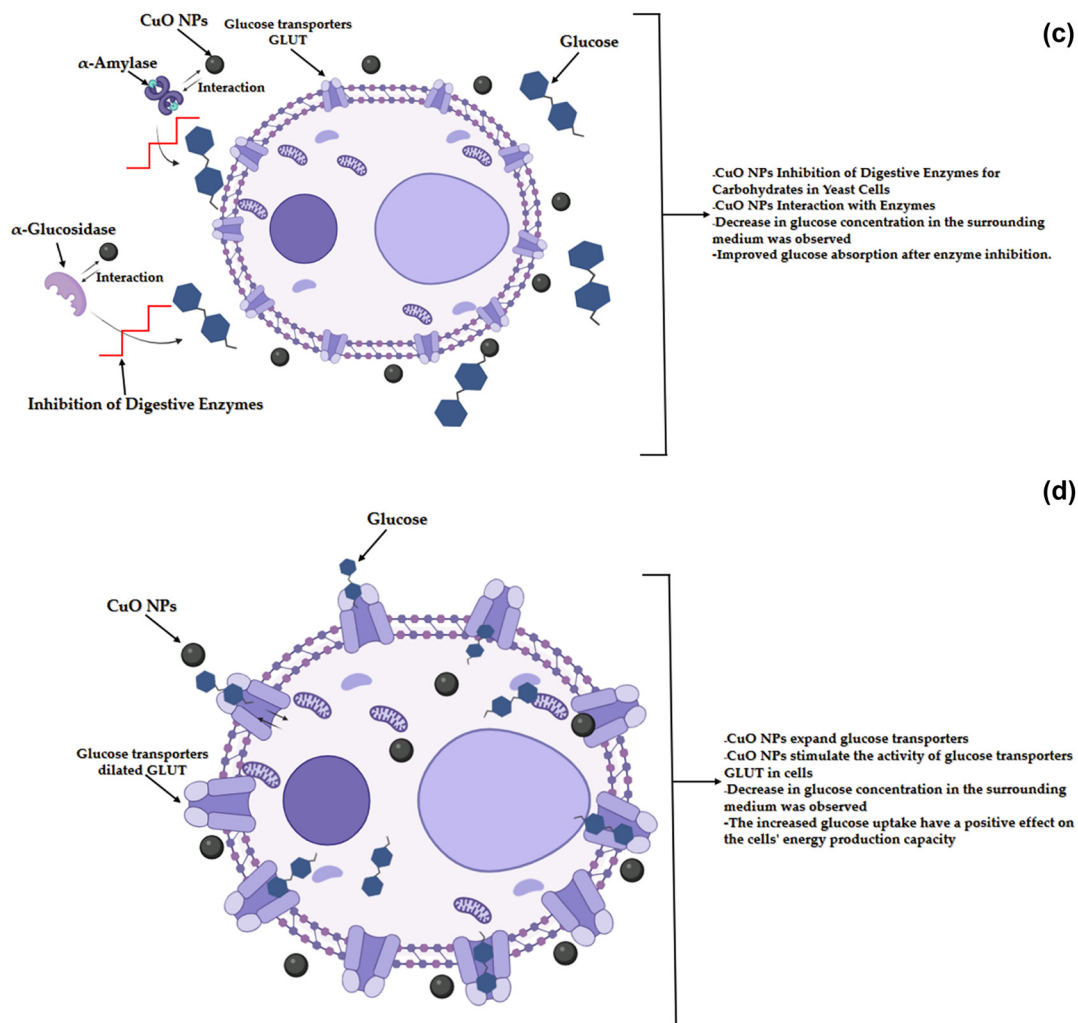 (c)
CuO NPs
Glucose transporters
GLUT
Glucose
α-Amylase
Interaction
-CuO NPs Inhibition of Digestive Enzymes for
Carbohydrates in Yeast Cells
-CuO NPs Interaction with Enzymes
-Decrease in glucose concentration in the surrounding
medium was observed
-Improved glucose absorption after enzyme inhibition.
α-Glucosidase
Interaction
Inhibition of Digestive Enzymes
(d)
Glucose
CuO NPs
Glucose transporters
dilated GLUT
-CuO NPs expand glucose transporters
-CuO NPs stimulate the activity of glucose transporters
GLUT in cells
-Decrease in glucose concentration in the surrounding
medium was observed
-The increased glucose uptake have a positive effect on
the cells' energy production capacity